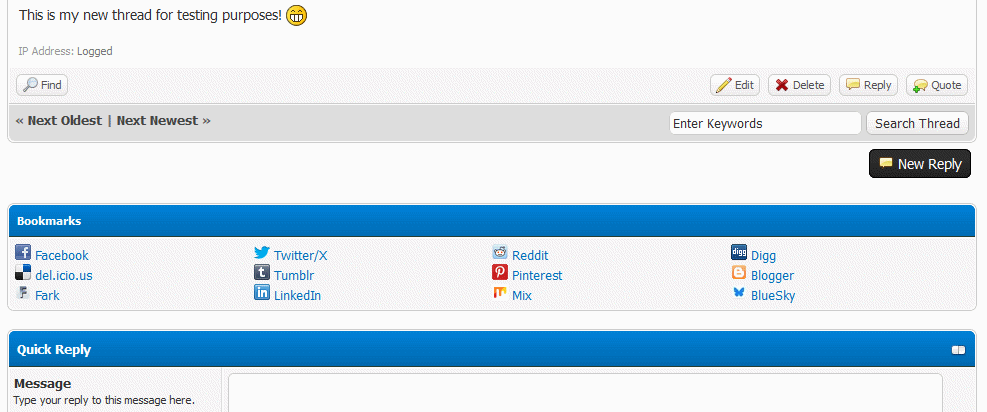 This is my new thread for testing purposes!
IP Address: Logged
Find Edit Delete Reply Quote
« Next Oldest | Next Newest » Enter Keywords Search Thread
New Reply
Bookmarks
Facebook Twitter/X Reddit digg Digg
del.icio.us Tumblr Pinterest Blogger
Fark LinkedIn Mix BlueSky
Quick Reply
Message
Type your reply to this message here.